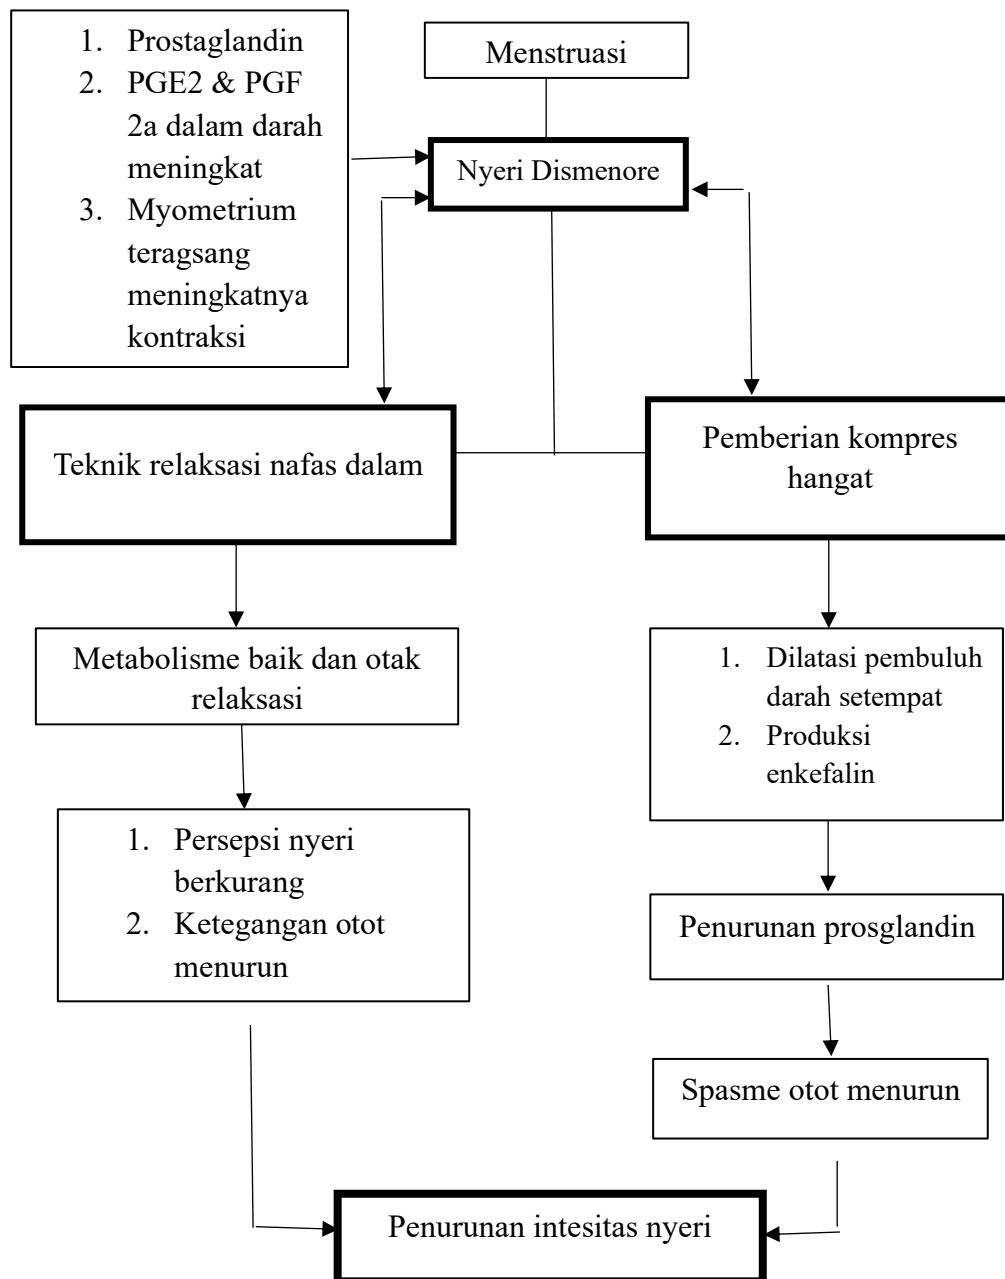 1. Prostaglandin
2. PGE2 & PGF
2a dalam darah
meningkat
3. Myometrium
teragsang
meningkatnya
kontraksi
Menstruasi
Nyeri Dismenore
Teknik relaksasi nafas dalam
Pemberian kompres
hangat
Metabolisme baik dan otak
relaksasi
1. Dilatasi pembuluh
darah setempat
2. Produksi
enkefalin
1. Persepsi nyeri
berkurang
2. Ketegangan otot
menurun
Penurunan prosglandin
Spasme otot menurun
Penurunan intesitas nyeri